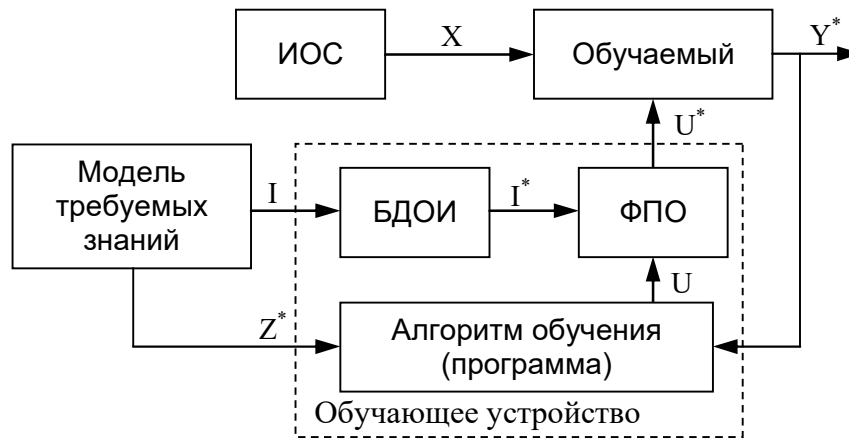 ИОС
X
Обучаемый
Y*
U*
Модель
требуемых
знаний
I
БДОИ
I*
ФПО
U
Z*
Алгоритм обучения
(программа)
Обучающее устройство